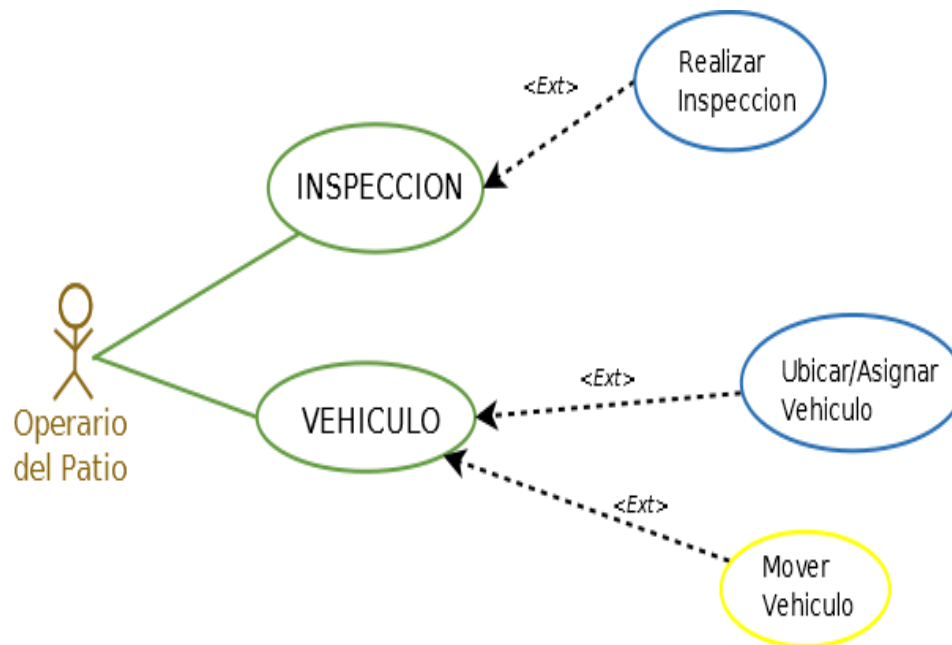 Realizar
Inspeccion
<Ext>
INSPECCION
Operario
del Patio
VEHICULO
<Ext>
Ubicar/Asignar
Vehiculo
<Ext>
Mover
Vehiculo